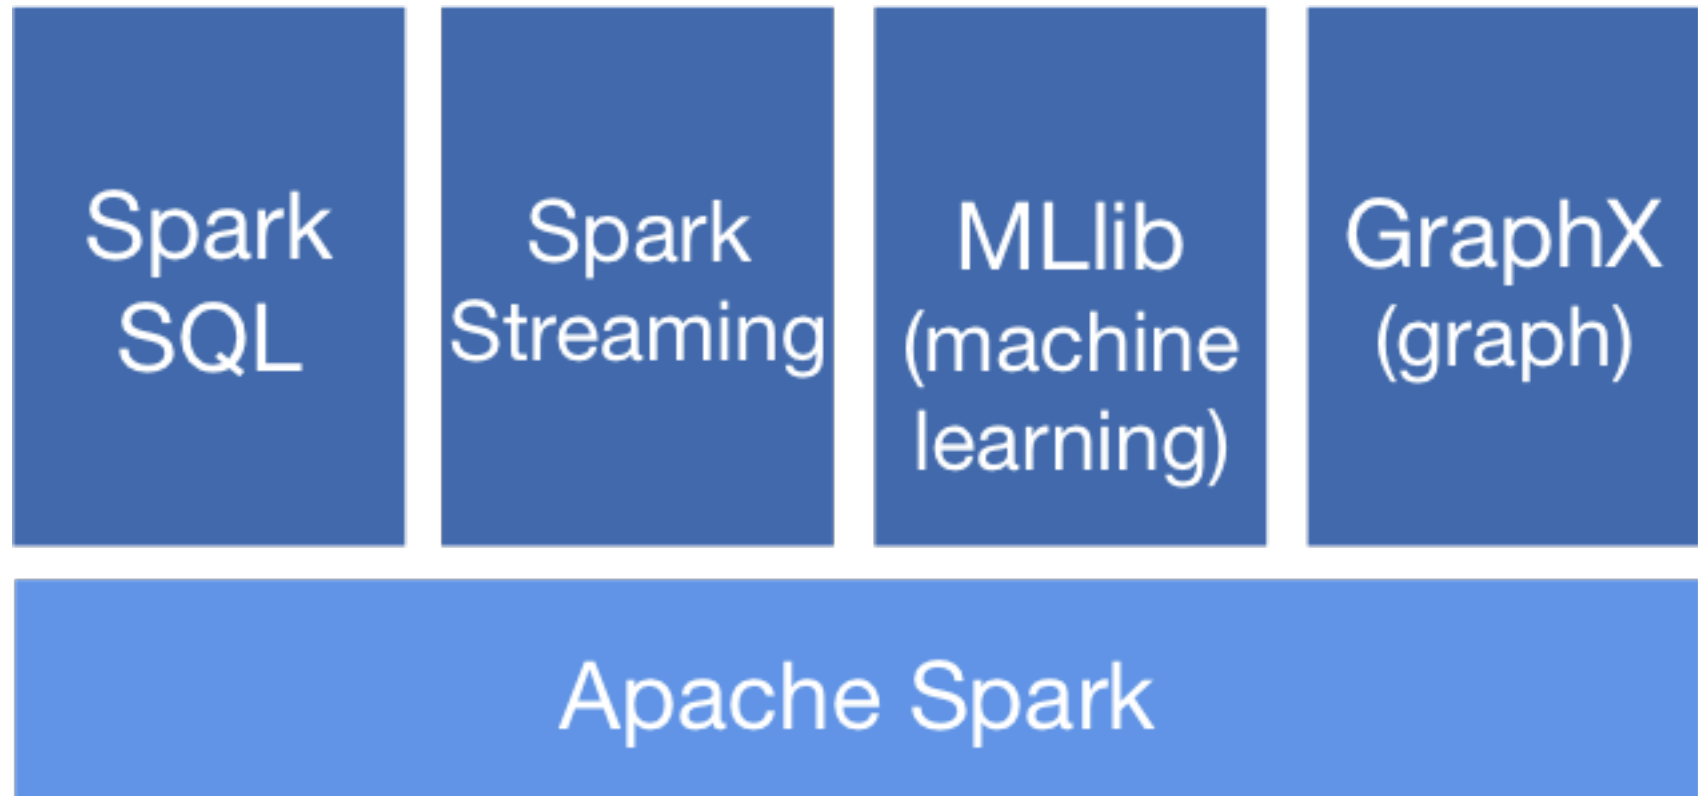 Spark
SQL
Spark
Streaming
MLlib
(machine
learning)
GraphX
(graph)
Apache Spark